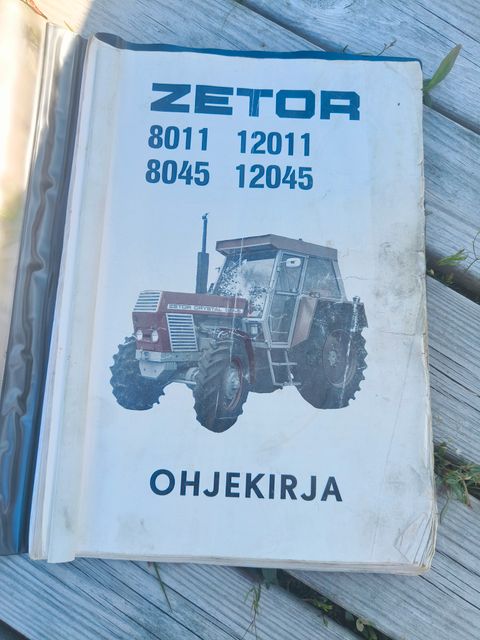 ZETOR
8011 12011
8045 12045
ZETOR CRYSTAL
OHJEKIRJA